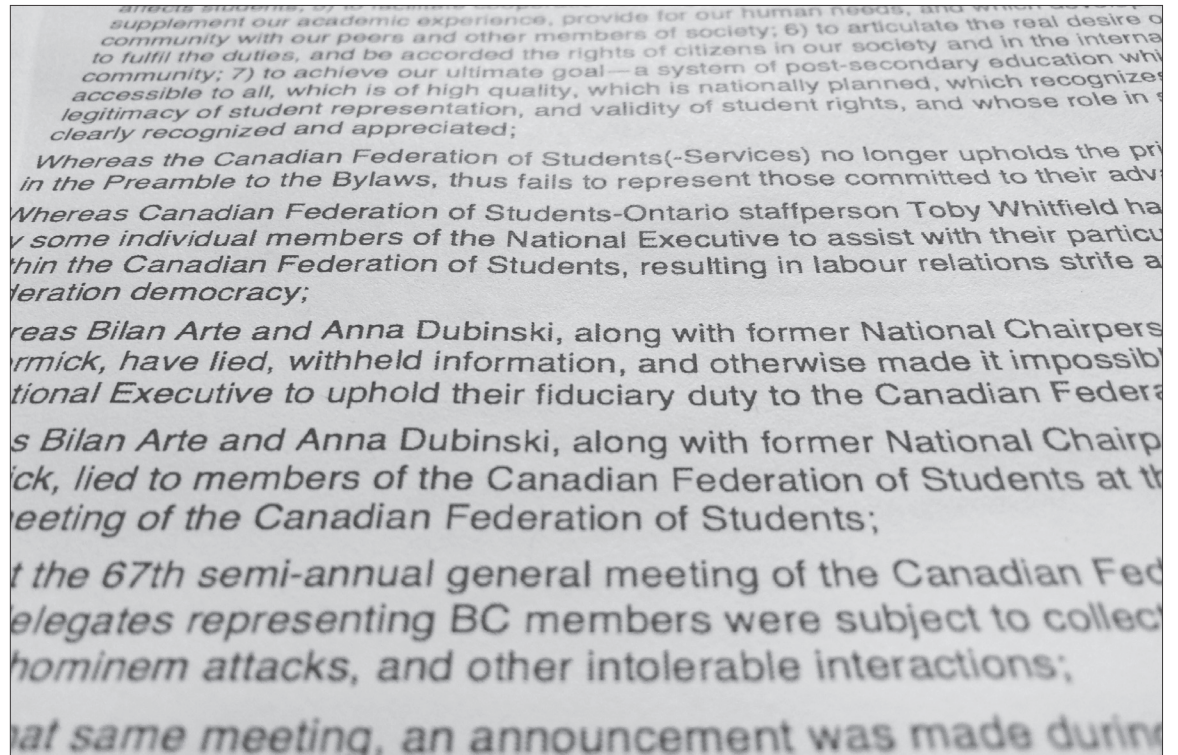 affects students; 5) to facilitate
supplement our academic experience, provide for our human needs, and which
community with our peers and other members of society; 6) to articulate the real desire o
to fulfil the duties, and be accorded the rights of citizens in our society and in the interna
community; 7) to achieve our ultimate goal—a system of post-secondary education whi
accessible to all, which is of high quality, which is nationally planned, which recognizes
legitimacy of student representation, and validity of student rights, and whose role in s
clearly recognized and appreciated;
Whereas the Canadian Federation of Students(-Services) no longer upholds the pri
in the Preamble to the Bylaws, thus fails to represent those committed to their adv
Whereas Canadian Federation of Students-Ontario staffperson Toby Whitfield ha
y some individual members of the National Executive to assist with their particu
thin the Canadian Federation of Students, resulting in labour relations strife a
deration democracy;
reas Bilan Arte and Anna Dubinski, along with former National Chairpers
rmick, have lied, withheld information, and otherwise made it impossibl
tional Executive to uphold their fiduciary duty to the Canadian Federa
s Bilan Arte and Anna Dubinski, along with former National Chairp
ick, lied to members of the Canadian Federation of Students at th
eeting of the Canadian Federation of Students;
t the 67th semi-annual general meeting of the Canadian Fed
elegates representing BC members were subject to collect
hominem attacks, and other intolerable interactions;
hat same meeting, an announcement was made during